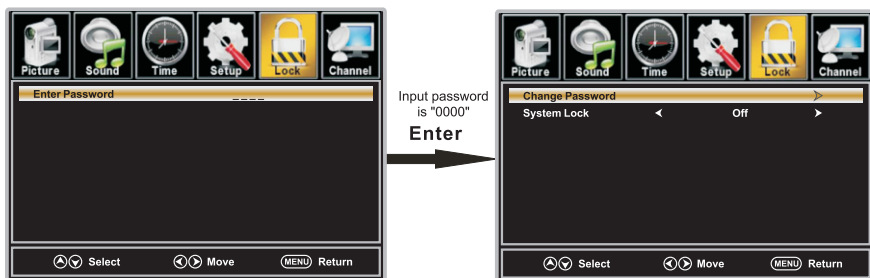 Picture Sound Time Setup Lock Channel
Enter Password _ _ _ _
Select Move MENU Return
Input password
is "0000"
Enter
Picture Sound Time Setup Lock Channel
Change Password
System Lock Off
Select Move MENU Return